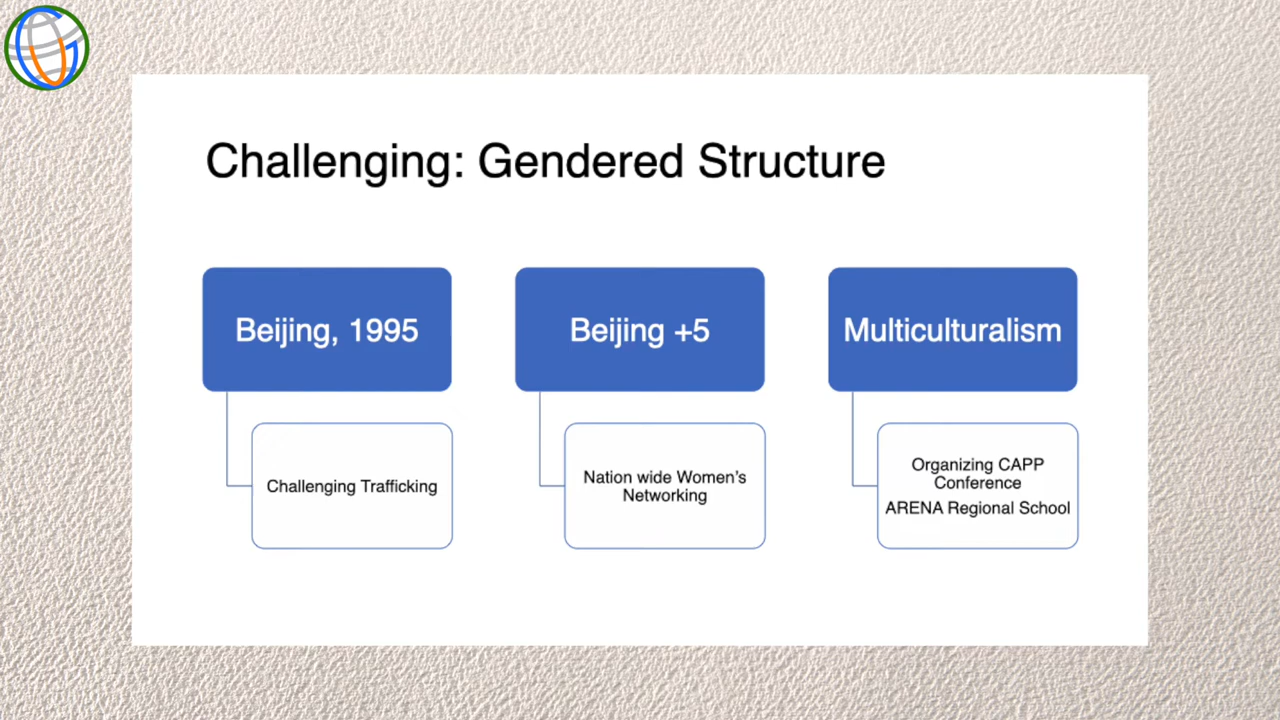 Challenging: Gendered Structure
Beijing, 1995
Challenging Trafficking
Beijing +5
Nation wide Women’s
Networking
Multiculturalism
Organizing CAPP
Conference
ARENA Regional School